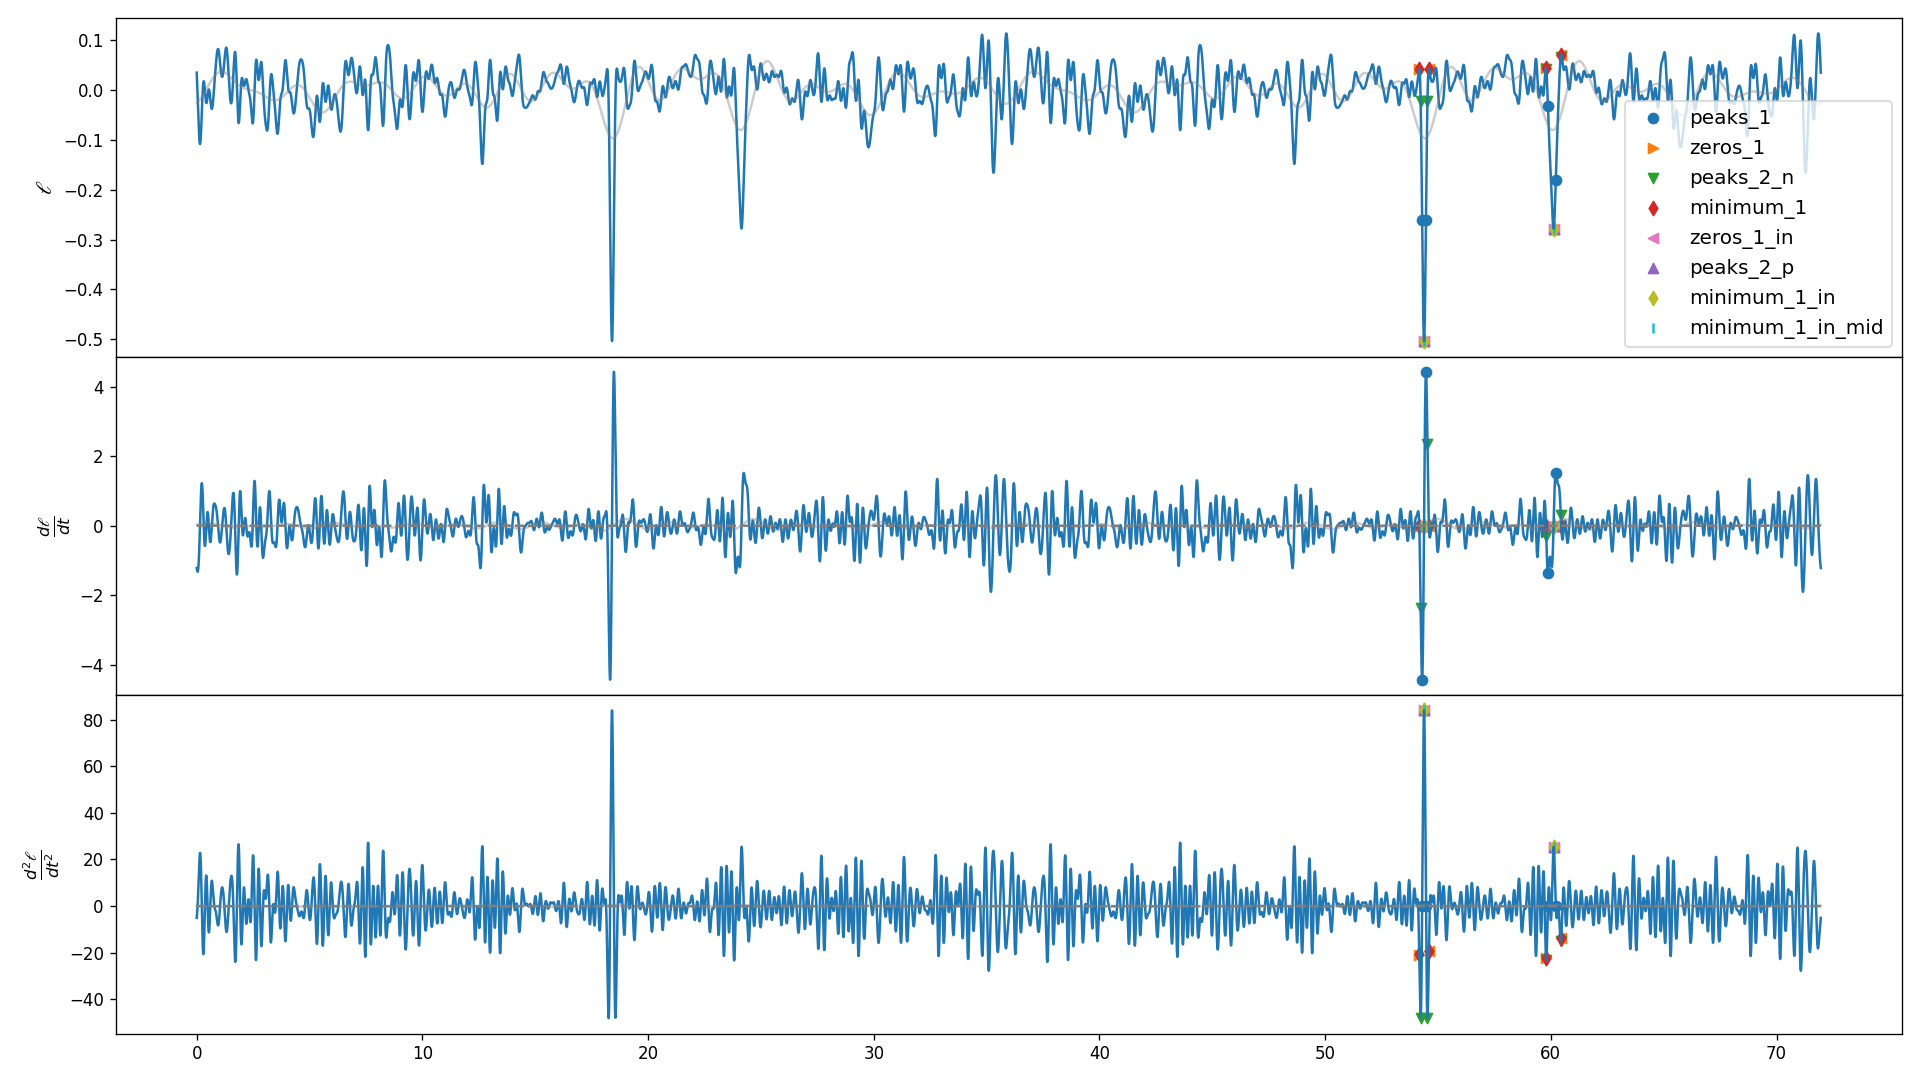 0.1
0.0
−0.1
−0.2
−0.3
−0.4
−0.5
ℓ
peaks_1
zeros_1
peaks_2_n
minimum_1
zeros_1_in
peaks_2_p
minimum_1_in
minimum_1_in_mid
4
2
0
−2
−4
dℓ
dt
80
60
40
20
0
−20
−40
d²ℓ
dt²
0 10 20 30 40 50 60 70